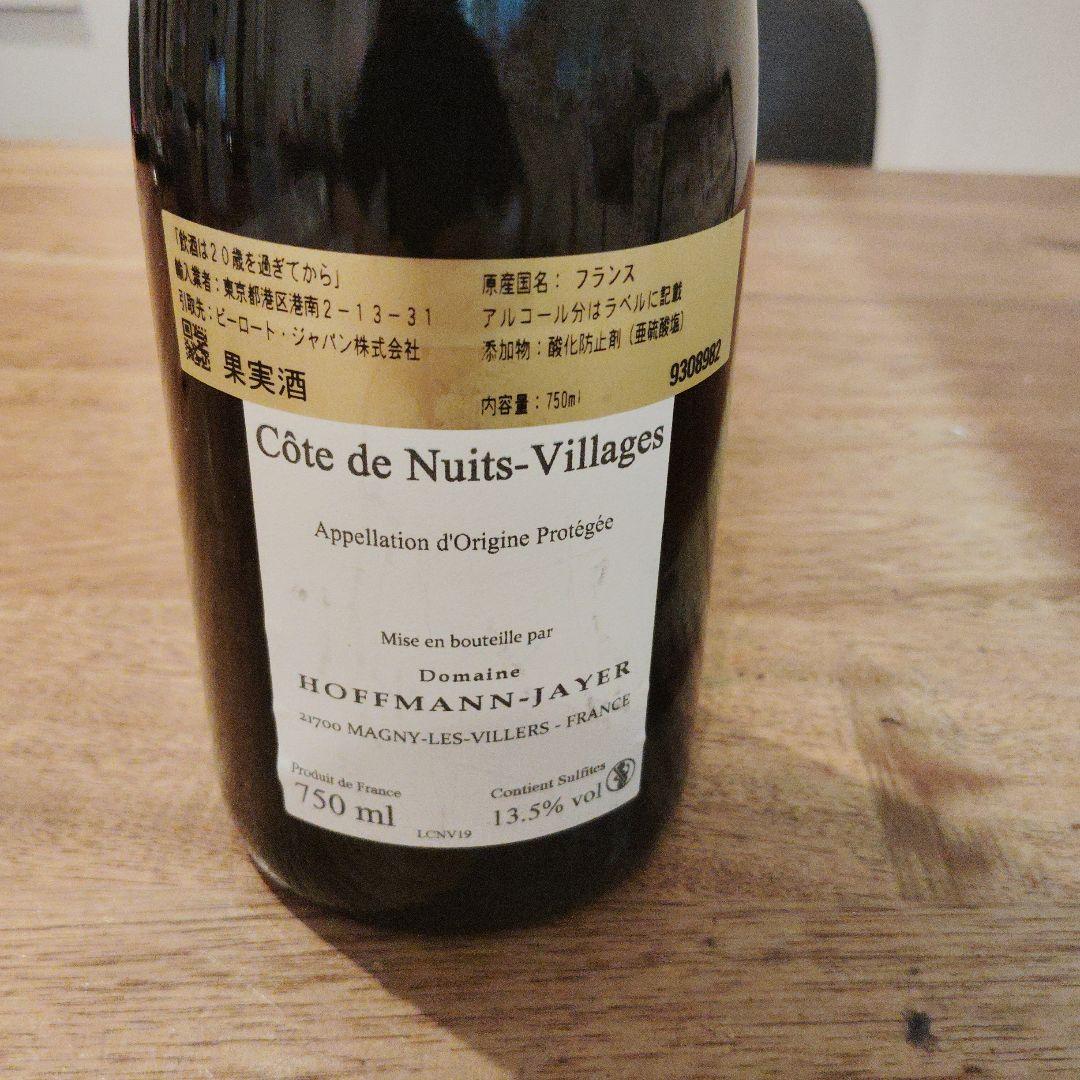 「飲酒は20歳を過ぎてから」
輸入業者：東京都港区港南2－13－31
引取先：ピーロート・ジャパン株式会社
果実酒
原産国名： フランス
アルコール分はラベルに記載
添加物：酸化防止剤（亜硫酸塩）
9308982
内容量：750ml
Côte de Nuits-Villages
Appellation d'Origine Protégée
Mise en bouteille par
Domaine
HOFFMANN-JAYER
21700 MAGNY-LES-VILLERS - FRANCE
Produit de France
750 ml
LCNV19
Contient Sulfites
13.5% vol